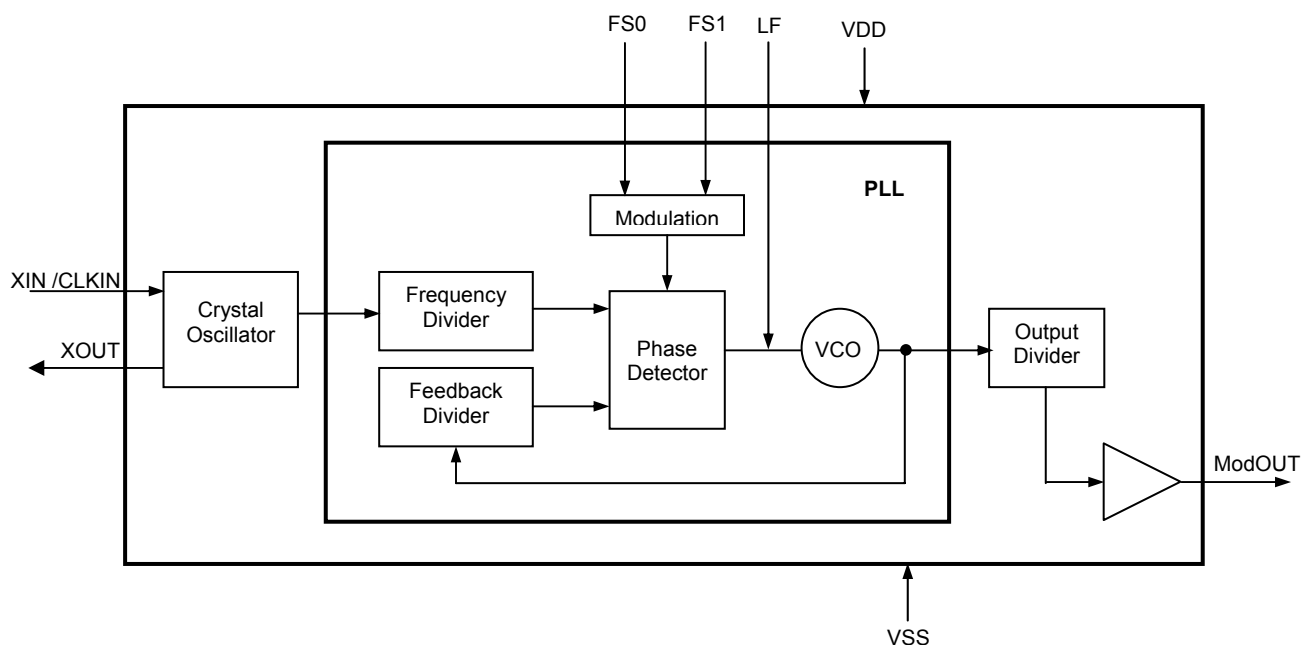 FS0
FS1
LF
VDD
PLL
Modulation
XIN /CLKIN
Crystal
Oscillator
XOUT
Frequency
Divider
Feedback
Divider
Phase
Detector
VCO
Output
Divider
ModOUT
VSS